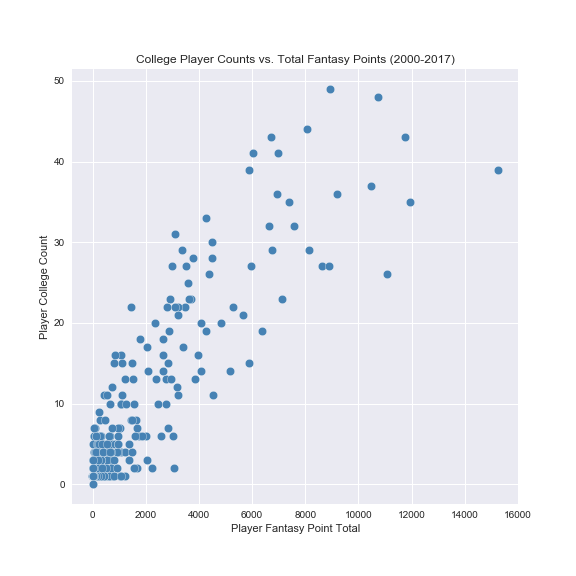 College Player Counts vs. Total Fantasy Points (2000-2017)
50
40
30
20
10
0
Player College Count
0 2000 4000 6000 8000 10000 12000 14000 16000
Player Fantasy Point Total